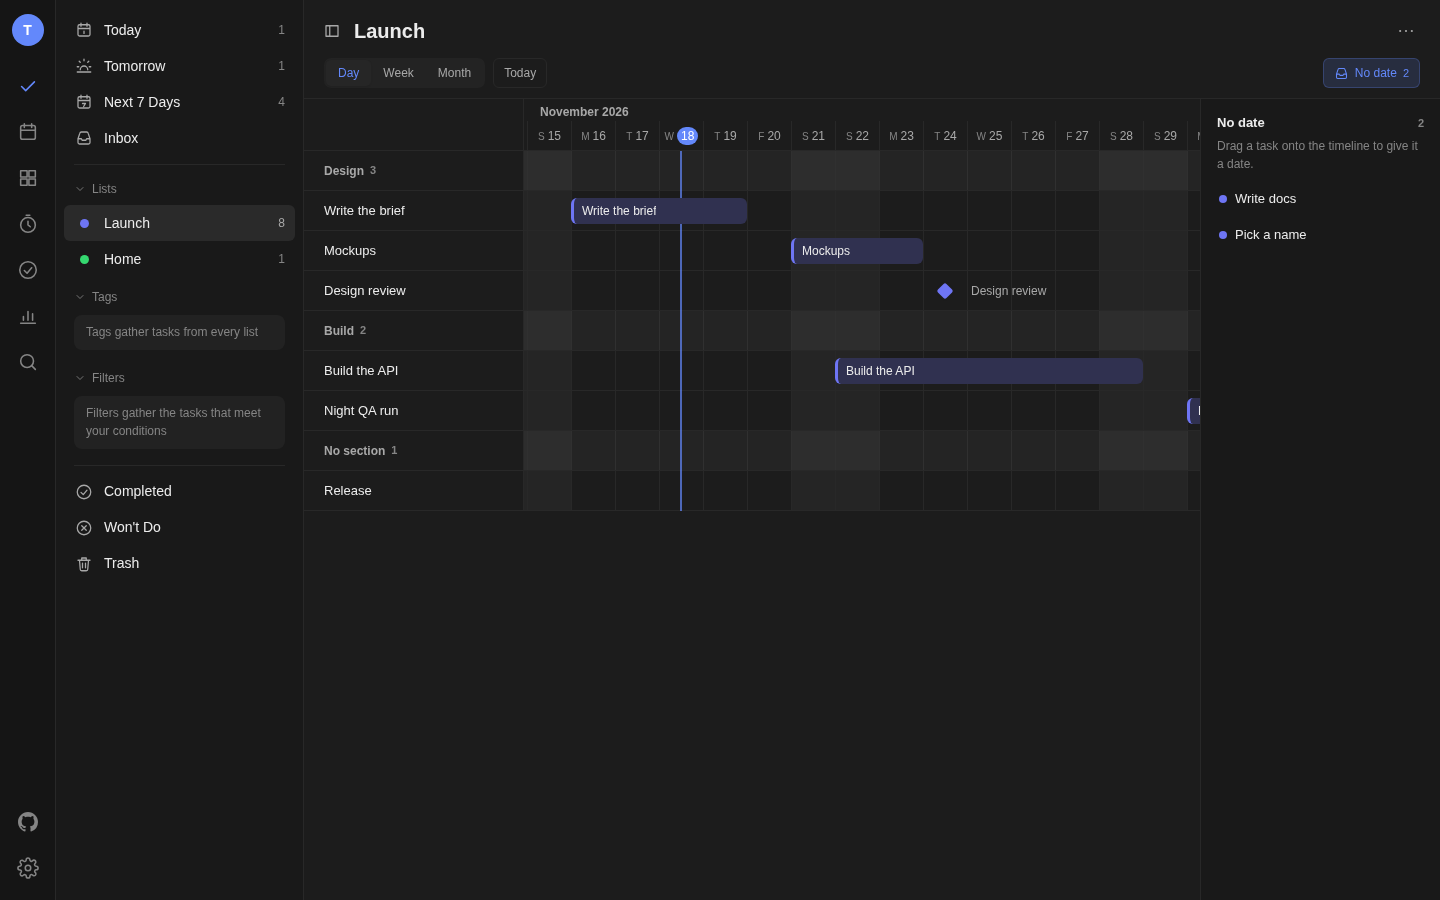 T
Today 1
Tomorrow 1
Next 7 Days 4
Inbox
Lists
Launch 8
Home 1
Tags
Tags gather tasks from every list
Filters
Filters gather the tasks that meet
your conditions
Completed
Won't Do
Trash
Launch
Day Week Month Today
No date 2
November 2026
S 15 M 16 T 17 W 18 T 19 F 20 S 21 S 22 M 23 T 24 W 25 T 26 F 27 S 28 S 29
Design 3
Write the brief Write the brief
Mockups Mockups
Design review Design review
Build 2
Build the API Build the API
Night QA run
No section 1
Release
No date 2
Drag a task onto the timeline to give it
a date.
Write docs
Pick a name